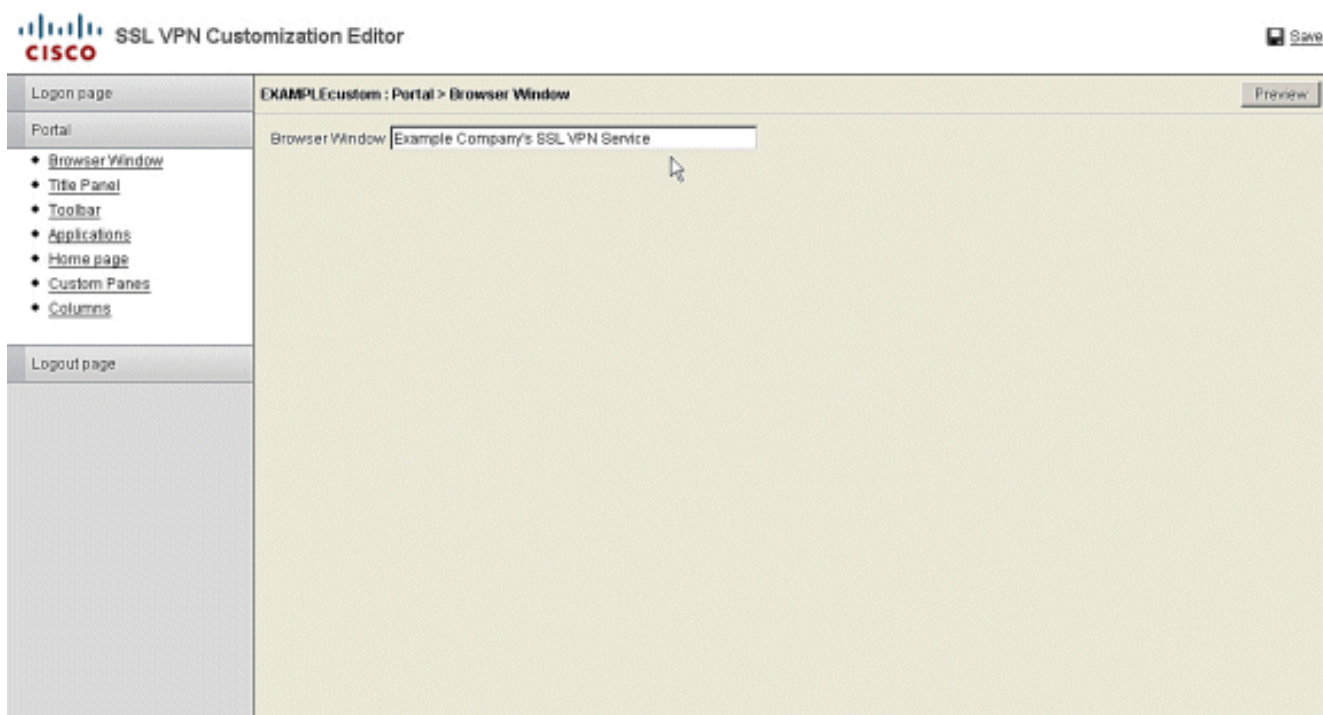 CISCO
SSL VPN Customization Editor
Save
Logon page
EXAMPLEcustom : Portal > Browser Window
Preview
Portal
Browser Window Example Company's SSL VPN Service
Browser Window
Title Panel
Toolbar
Applications
Home page
Custom Panes
Columns
Logout page